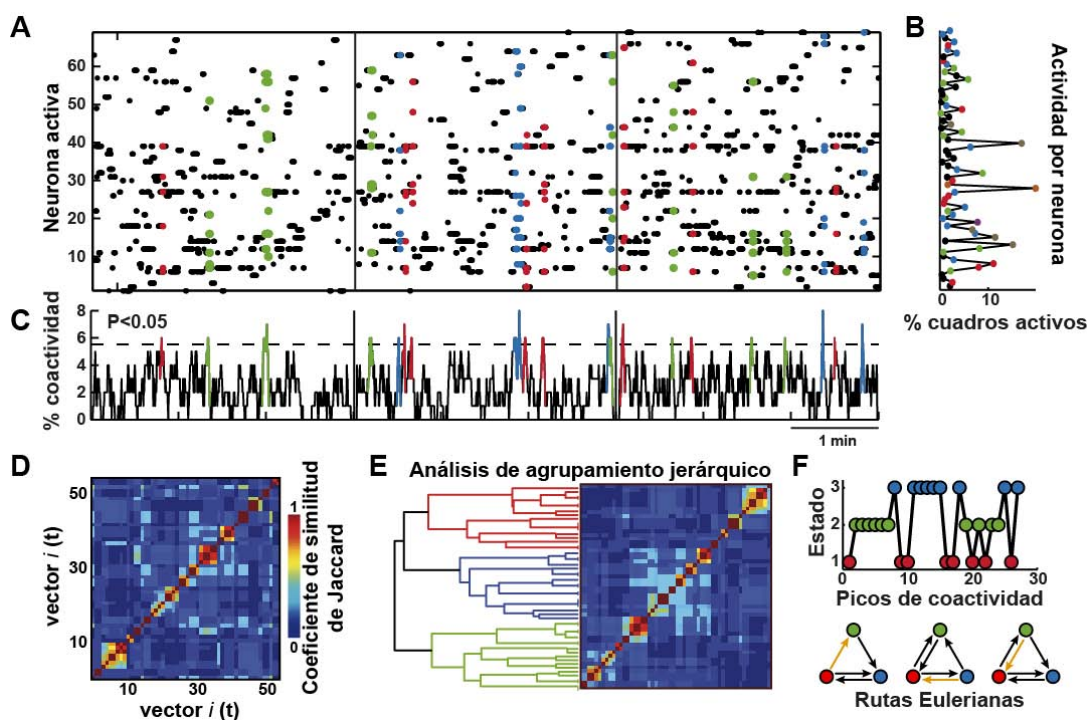 A
Neurona activa
60
50
40
30
20
10
B
Actividad por neurona
0 10
% cuadros activos
C
P<0.05
% coactividad
8
6
4
2
0
1 min
D
vector i (t)
50
30
10
10 30 50
vector i (t)
1
0
Coeficiente de similitud
de Jaccard
E
Análisis de agrupamiento jerárquico
F
Estado
3
2
1
0 10 20 30
Picos de coactividad
Rutas Eulerianas